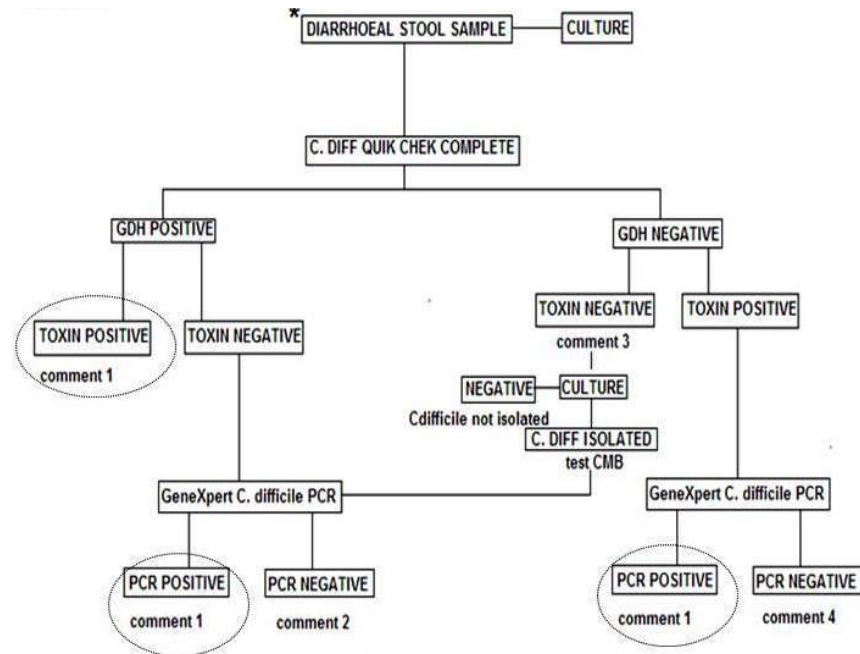 *
DIARRHOEAL STOOL SAMPLE
CULTURE
C. DIFF QUIK CHEK COMPLETE
GDH POSITIVE
GDH NEGATIVE
TOXIN POSITIVE
comment 1
TOXIN NEGATIVE
TOXIN NEGATIVE
comment 3
TOXIN POSITIVE
NEGATIVE
CULTURE
Cdifficile not isolated
C. DIFF ISOLATED
test CMB
GeneXpert C. difficile PCR
GeneXpert C. difficile PCR
PCR POSITIVE
comment 1
PCR NEGATIVE
comment 2
PCR POSITIVE
comment 1
PCR NEGATIVE
comment 4